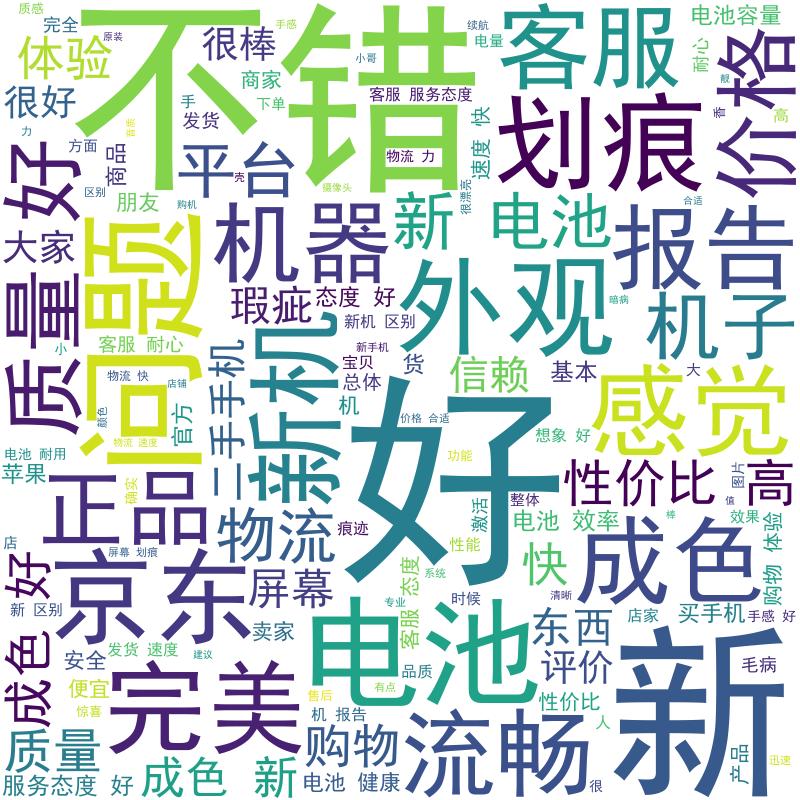 质感
完全
原装
手感
续航
电池容量
体验
很棒
小哥
电量
客服
耐心
价格
靓
很好
商家
不错
手
下单
客服 服务态度
快
划痕
香
高
力
发货
音质
方面
商品
平台
壳
物流 力
速度
好
区别
朋友
购机
摄像头
很漂亮
合适
大家
问题
机器
新
电池
报告
质量
瑕疵
态度 好
外观
暗病
机子
小
客服 耐心
二手手机
新机
新机 区别
新手机
宝贝
货
总体
信赖
基本
大
物流 快
店铺
颜色
官方
机
好
价格 合适
感觉
物流 速度
想象 好
电池 耐用
苹果
功能
性价比
高
图片
正品
确实
物流
痕迹
激活
整体
值
店
屏幕 划痕
电池 效率
棒
效果
性能
购物 体验
好
京东
屏幕
客服 态度
系统
快
成色
新 区别
专业
时候
清晰
店家
买手机
手感 好
成色
卖家
电池
东西
新
安全
发货 速度
建议
品质
评价
毛病
便宜
完美
售后
有点
性价比
惊喜
机 报告
人
质量
购物
流畅
产品
迅速
服务态度 好
成色 新
电池 健康
很